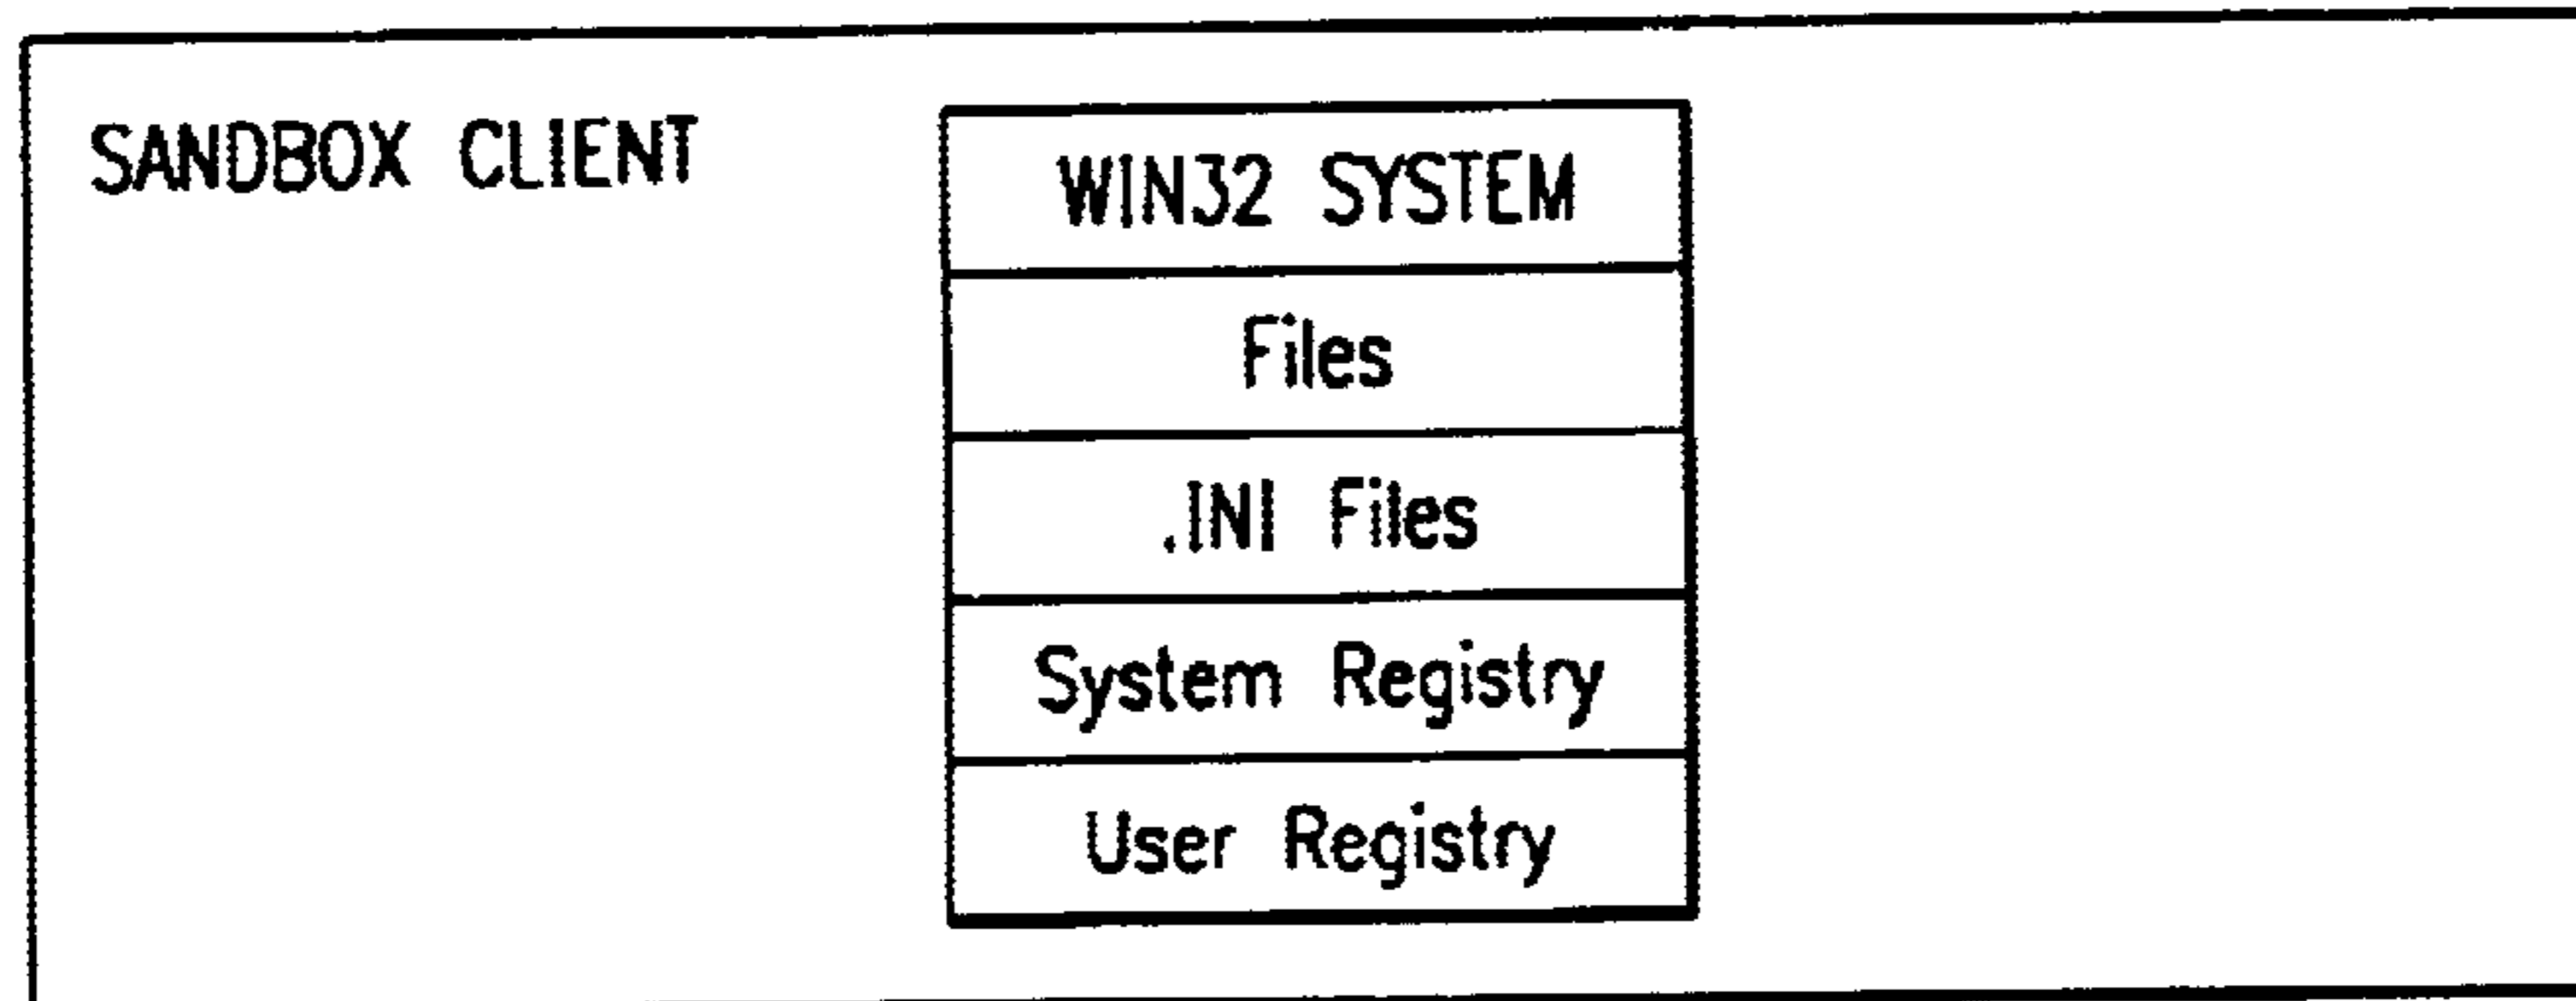 SANDBOX CLIENT
WIN32 SYSTEM
Files
.INI Files
System Registry
User Registry